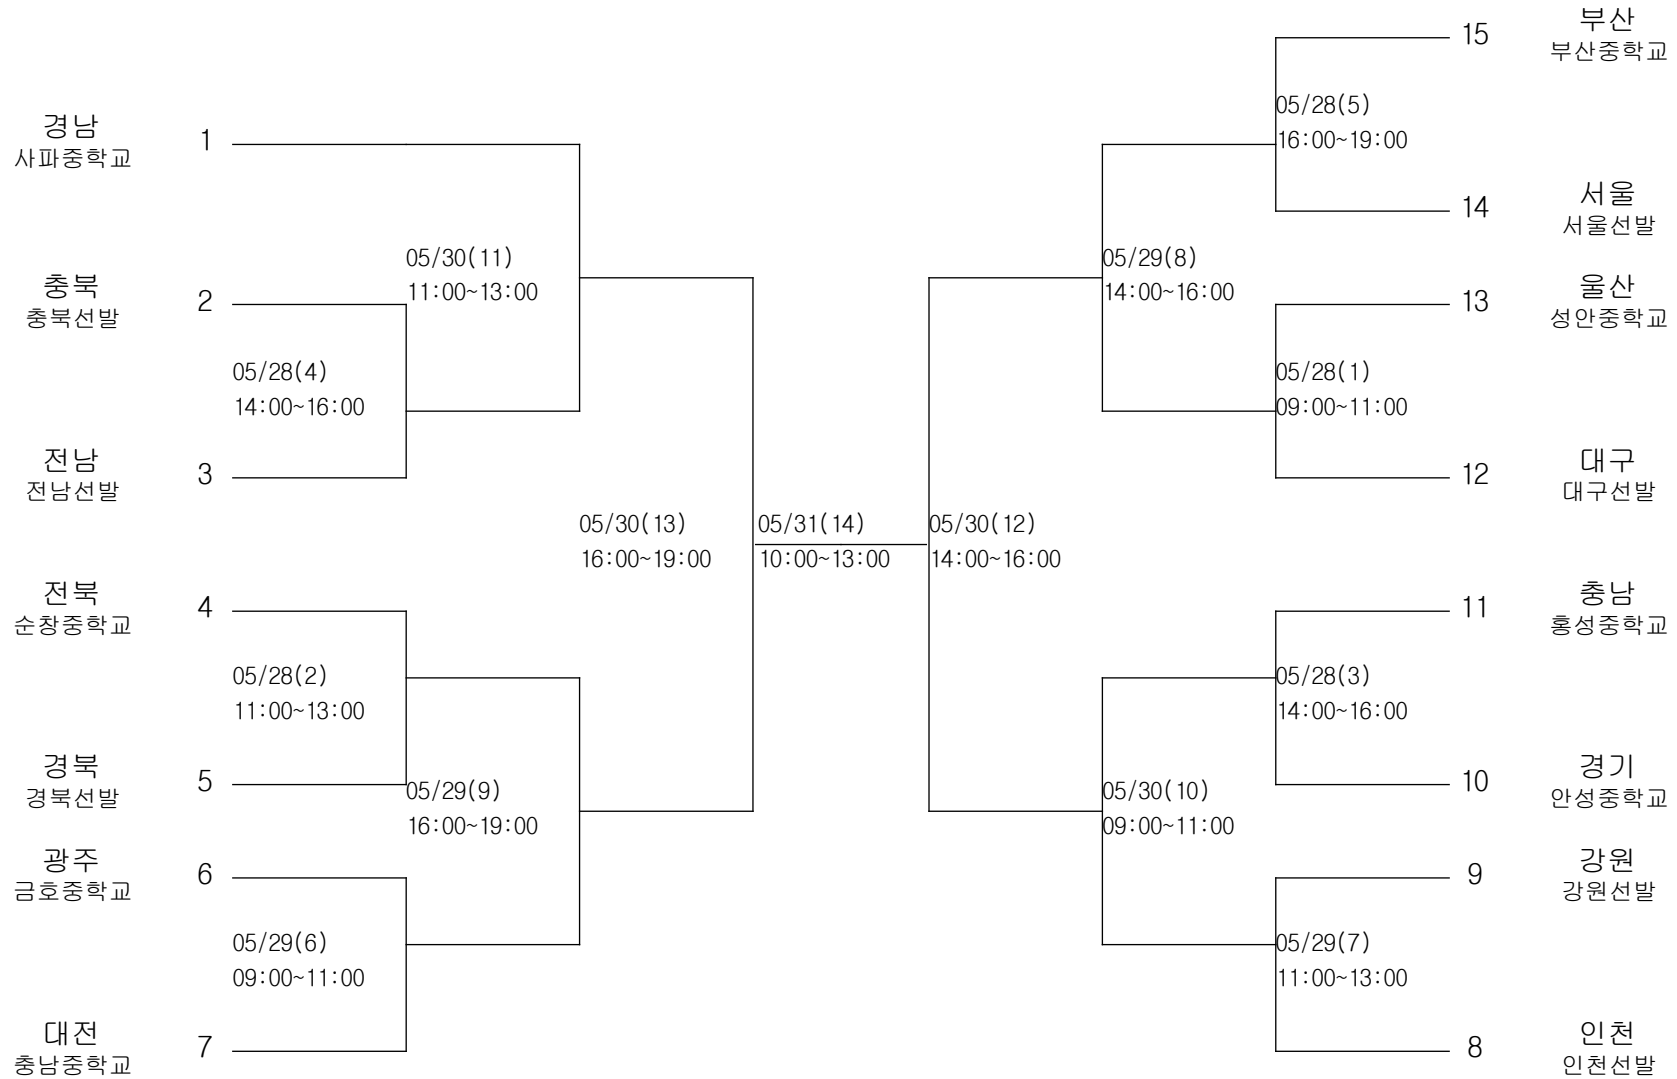 부산
15
부산중학교
05/28(5)
16:00~19:00
경남
1
사파중학교
서울
14
서울선발
05/30(11)
11:00~13:00
05/29(8)
14:00~16:00
충북
2
충북선발
울산
13
성안중학교
05/28(4)
14:00~16:00
05/28(1)
09:00~11:00
전남
3
전남선발
대구
12
대구선발
05/30(13)
16:00~19:00
05/31(14)
10:00~13:00
05/30(12)
14:00~16:00
전북
4
순창중학교
충남
11
홍성중학교
05/28(2)
11:00~13:00
05/28(3)
14:00~16:00
경북
5
경북선발
경기
10
안성중학교
05/29(9)
16:00~19:00
05/30(10)
09:00~11:00
광주
6
금호중학교
강원
9
강원선발
05/29(6)
09:00~11:00
05/29(7)
11:00~13:00
대전
7
충남중학교
인천
8
인천선발